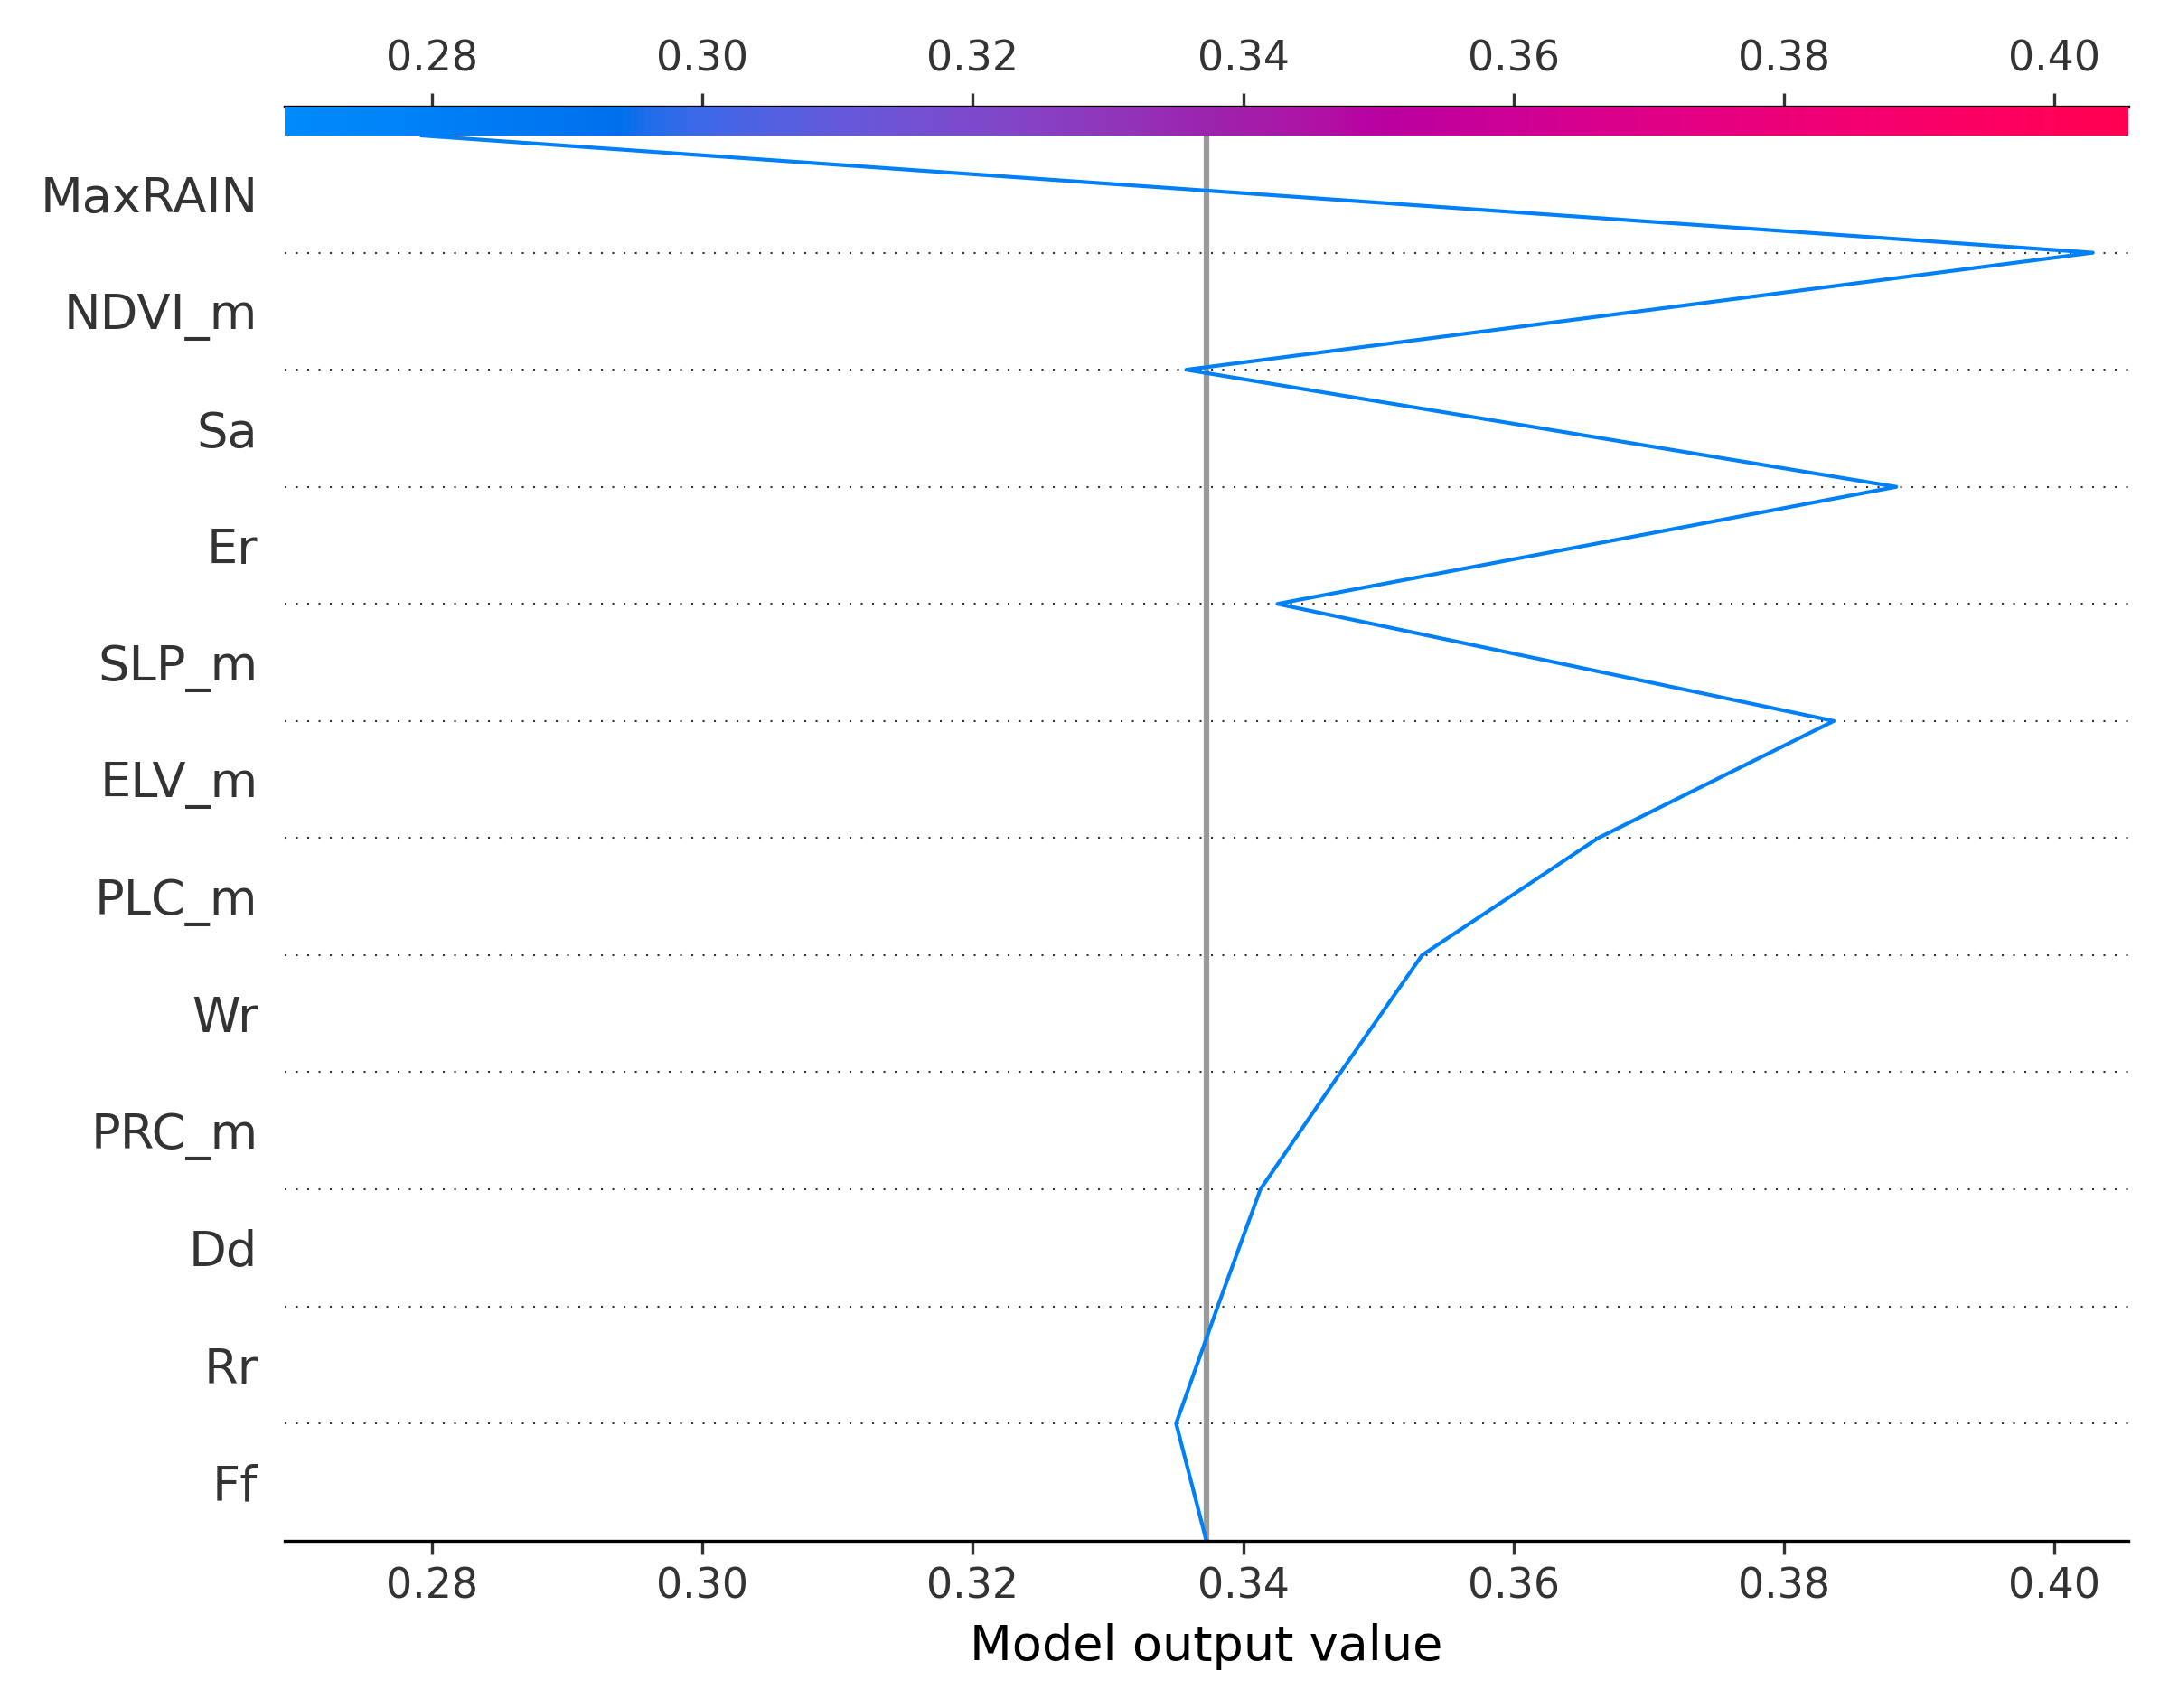 0.28 0.30 0.32 0.34 0.36 0.38 0.40
MaxRAIN
NDVI_m
Sa
Er
SLP_m
ELV_m
PLC_m
Wr
PRC_m
Dd
Rr
Ff
0.28 0.30 0.32 0.34 0.36 0.38 0.40
Model output value